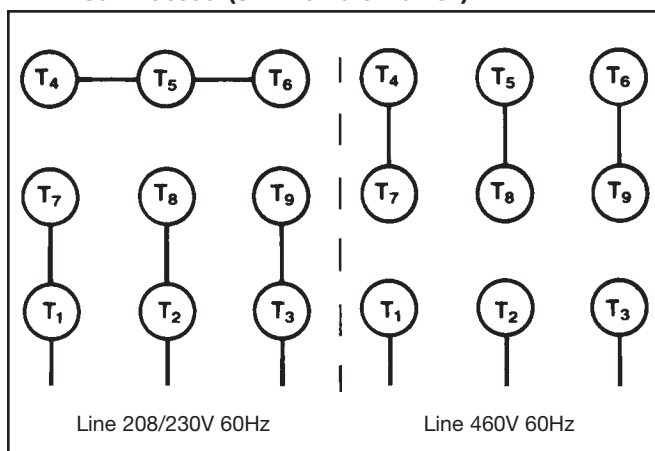 T4 T5 T6 T4 T5 T6
T7 T8 T9 T7 T8 T9
T1 T2 T3 T1 T2 T3
Line 208/230V 60Hz Line 460V 60Hz